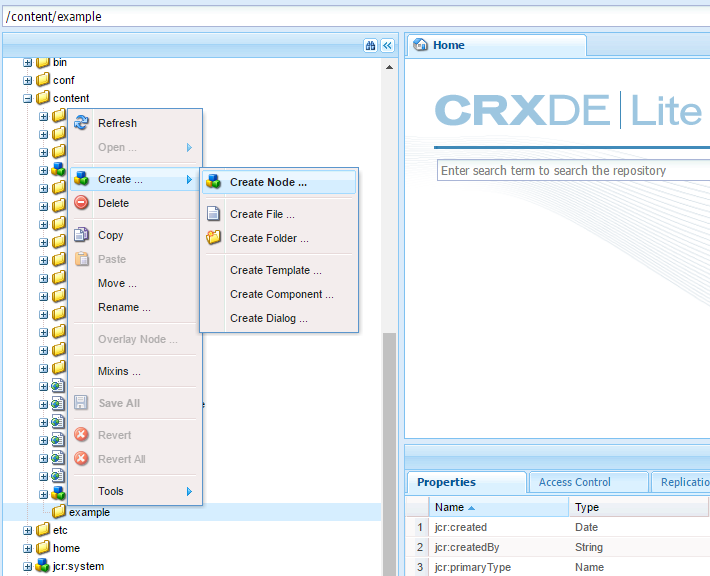 /content/example
bin
conf
content
Refresh
Open ...
Create ...
Delete
Copy
Paste
Move ...
Rename ...
Overlay Node ...
Mixins ...
Save All
Revert
Revert All
Tools
Create Node ...
Create File ...
Create Folder ...
Create Template ...
Create Component ...
Create Dialog ...
example
etc
home
jcr:system
Home
CRXDE Lite
Enter search term to search the repository
Properties Access Control Replication
Name Type
1 jcr:created Date
2 jcr:createdBy String
3 jcr:primaryType Name